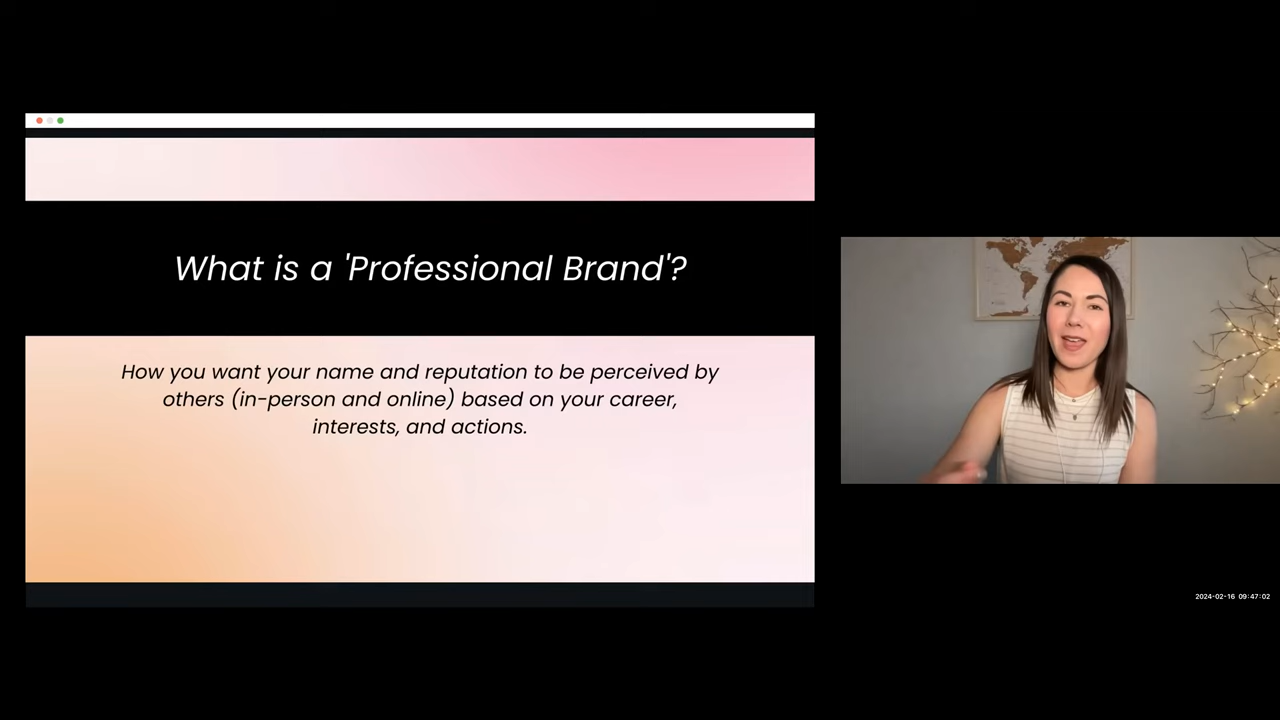 What is a 'Professional Brand'?
How you want your name and reputation to be perceived by
others (in-person and online) based on your career,
interests, and actions.
2024-02-16 09:47:02